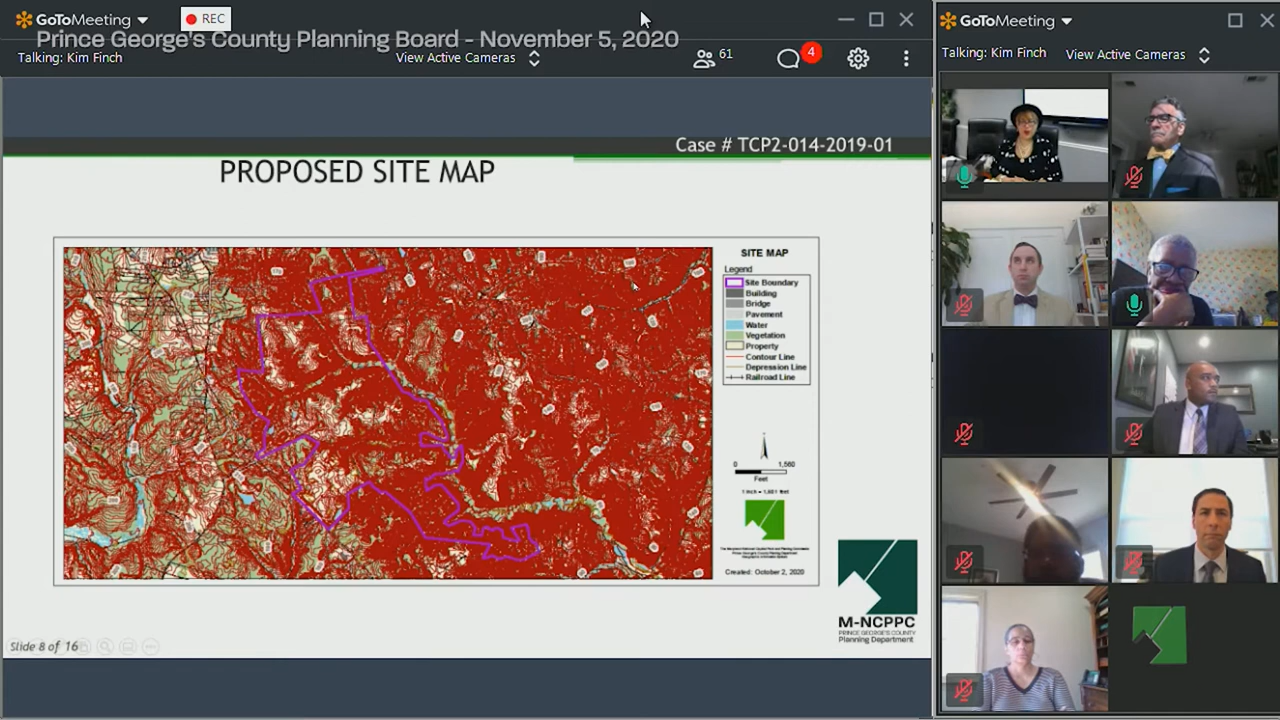 GoToMeeting
REC
Prince George's County Planning Board - November 5, 2020
Talking: Kim Finch
View Active Cameras
61
4
Case # TCP2-014-2019-01
PROPOSED SITE MAP
SITE MAP
Legend
Site Boundary
Building
Bridge
Pavement
Water
Vegetation
Property
Contour Line
Depression Line
Railroad Line
0 1,560
Feet
Created: October 2, 2020
M-NCPPC
PRINCE GEORGE'S COUNTY
Planning Department
Slide 8 of 16
GoToMeeting
Talking: Kim Finch
View Active Cameras